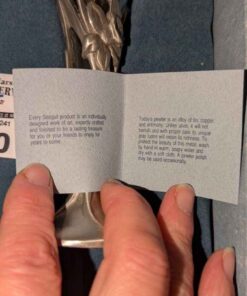 Every Seagull product is an individually
designed work of art, expertly crafted
and finished to be a lasting treasure
for you or your friends to enjoy for
years to come.
Today's pewter is an alloy of tin, copper
and antimony. Unlike silver, it will not
tarnish and with proper care its unique
gray luster will retain its richness. To
protect the beauty of this metal, wash
by hand in warm, soapy water and
dry with a soft cloth. A pewter polish
may be used occasionally.
241
0